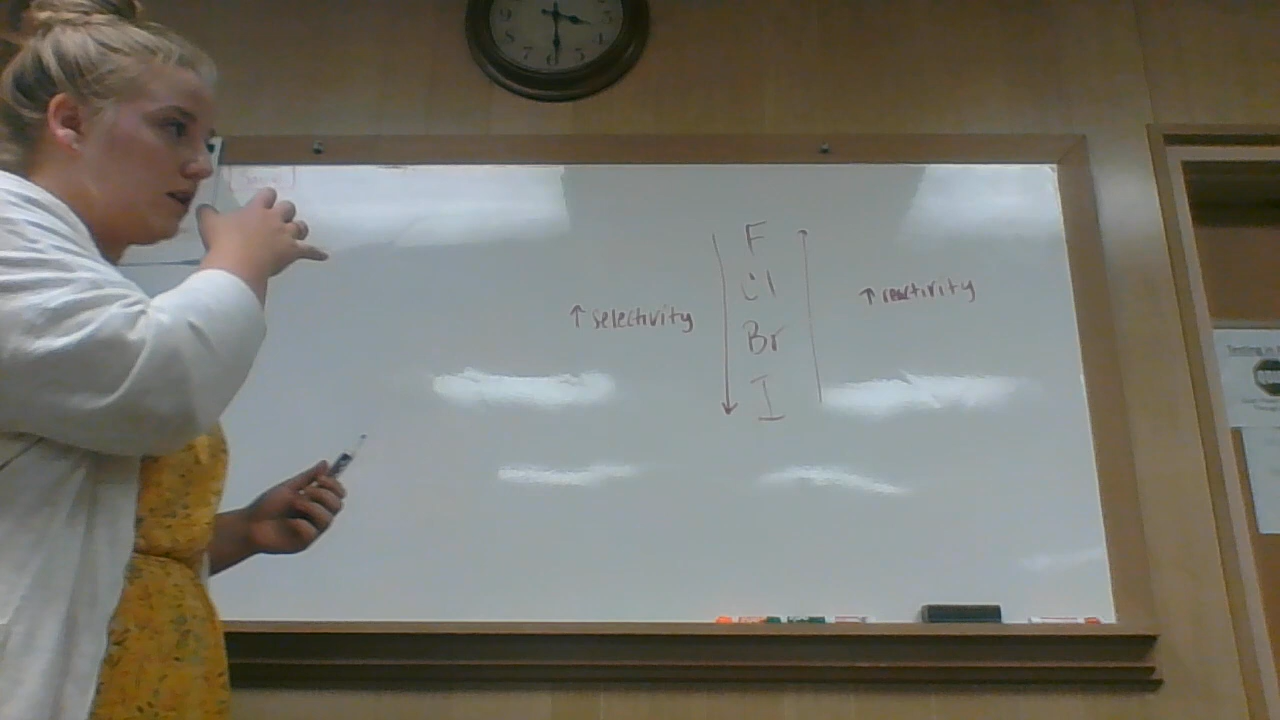 F
Cl
↑ selectivity
↑ reactivity
Br
I